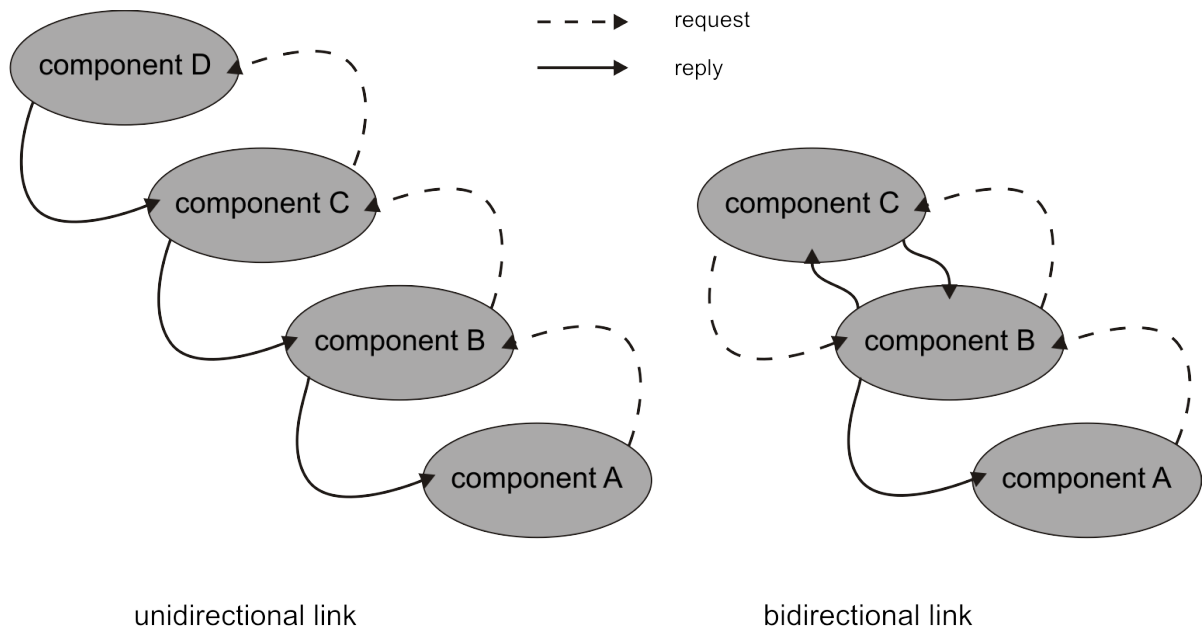 request
component D
reply
component C
component C
component B
component B
component A
component A
unidirectional link
bidirectional link